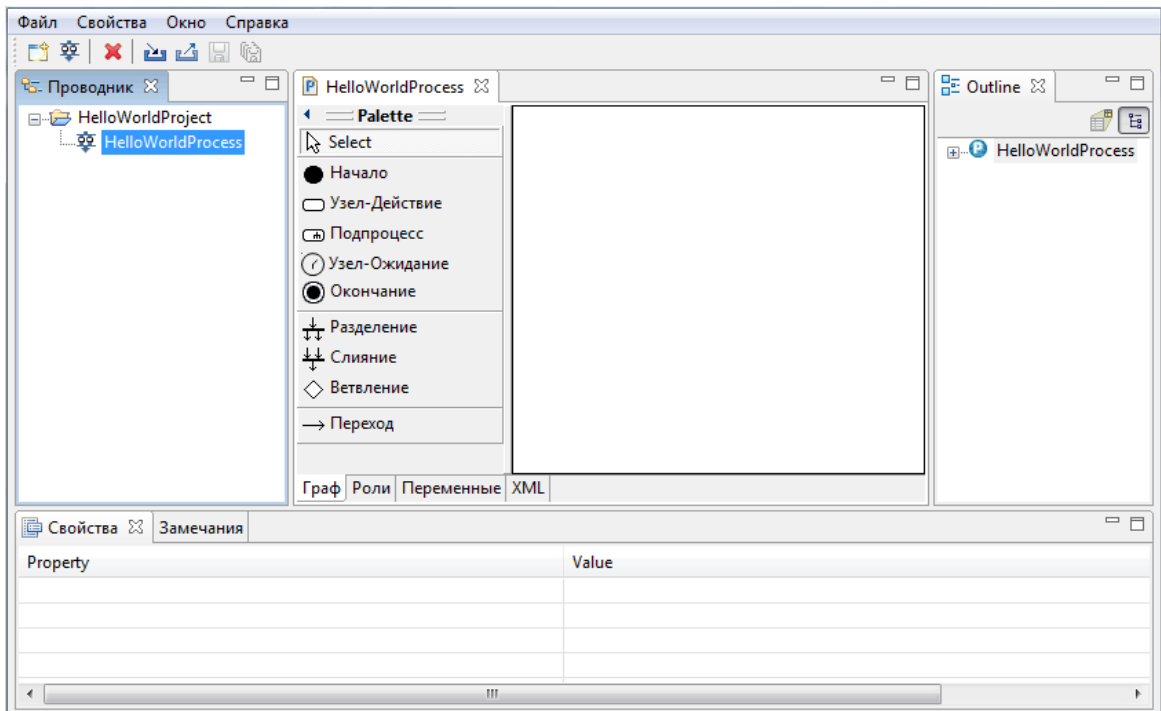 Файл Свойства Окно Справка
Проводник
HelloWorldProject
HelloWorldProcess
HelloWorldProcess
Palette
Select
Начало
Узел-Действие
Подпроцесс
Узел-Ожидание
Окончание
Разделение
Слияние
Ветвление
Переход
Граф Роли Переменные XML
Outline
HelloWorldProcess
Свойства Замечания
Property Value